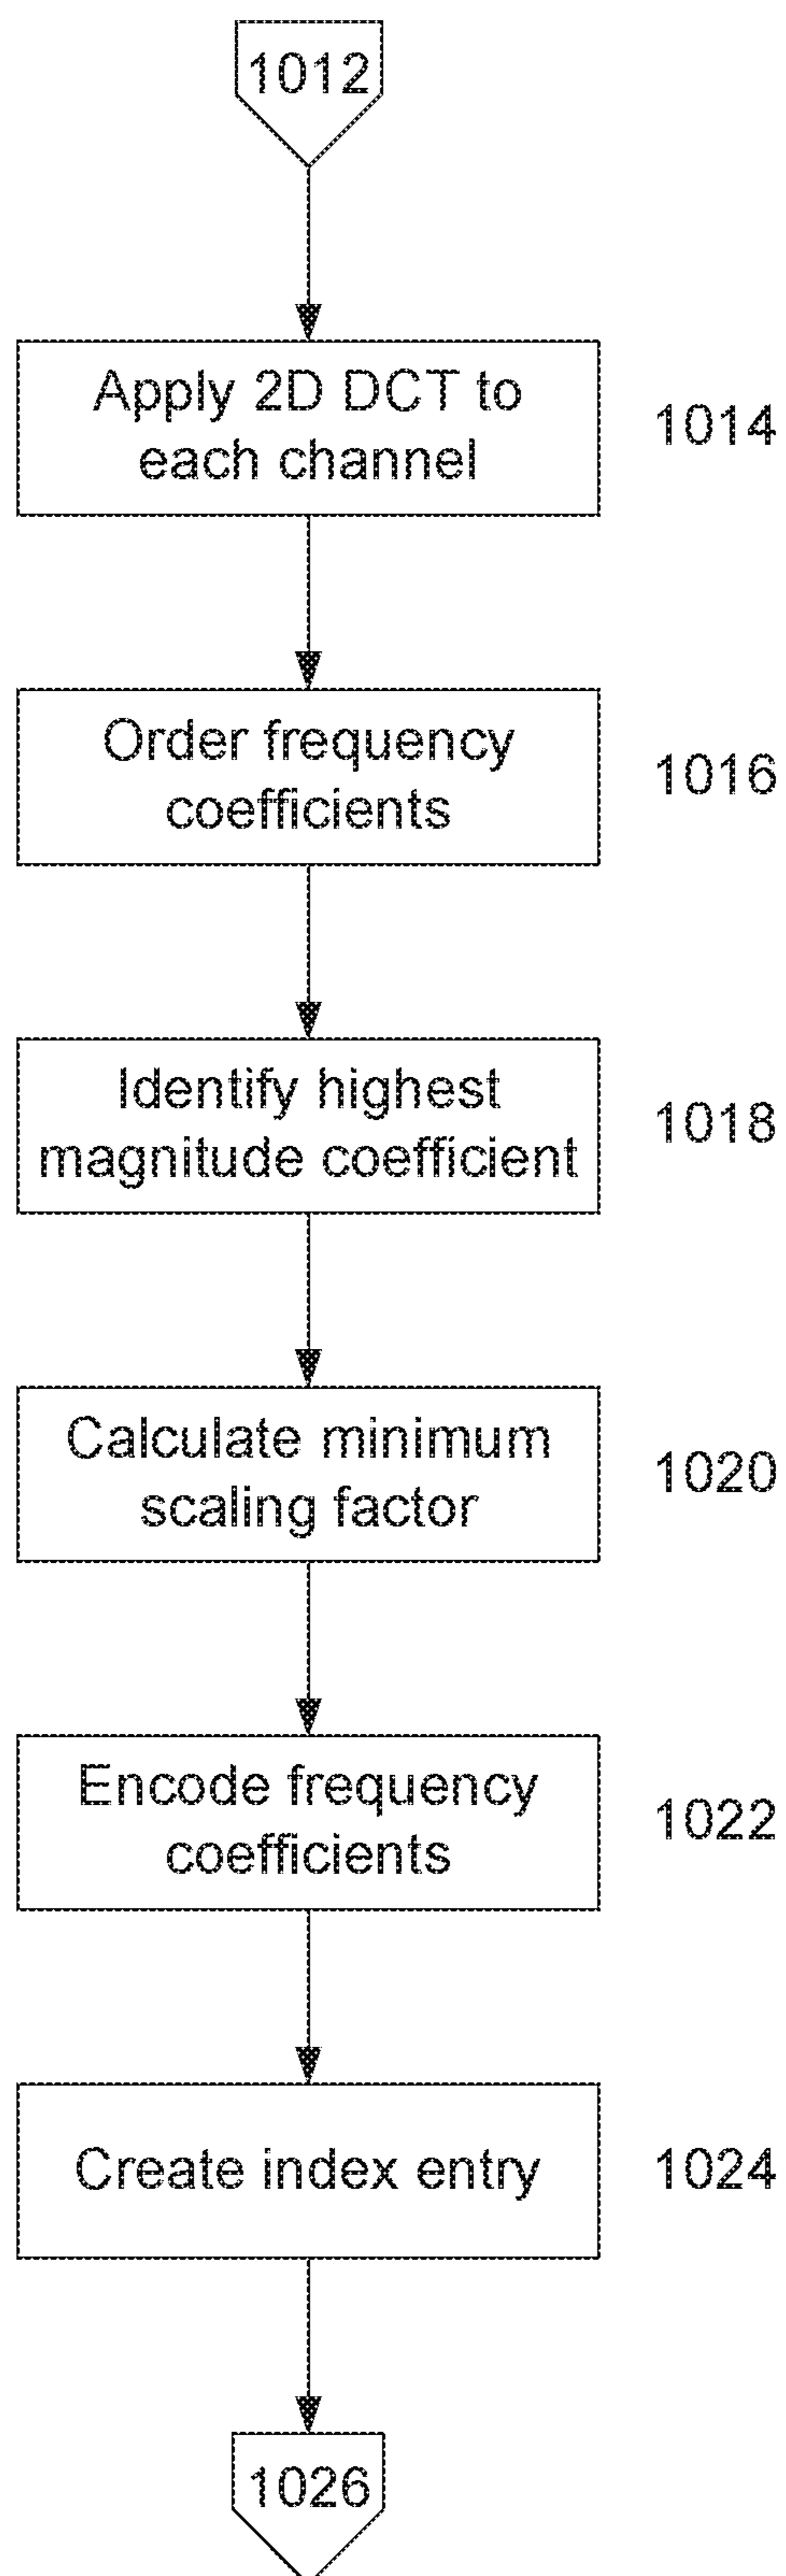 1012
Apply 2D DCT to
each channel
1014
Order frequency
coefficients
1016
Identify highest
magnitude coefficient
1018
Calculate minimum
scaling factor
1020
Encode frequency
coefficients
1022
Create index entry
1024
1026